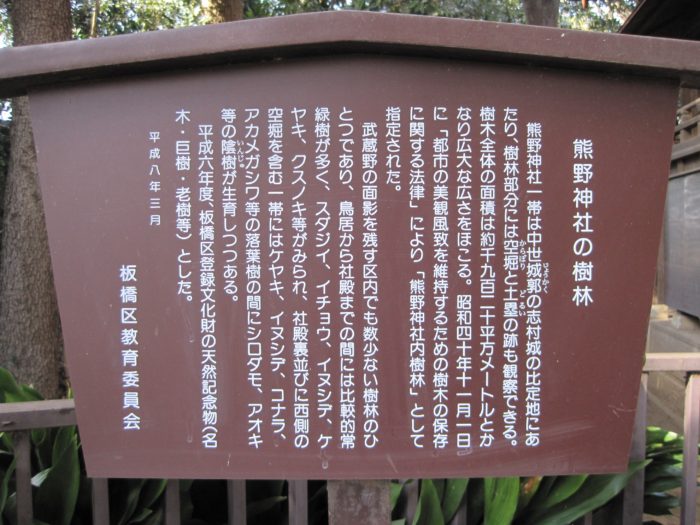 熊野神社の樹林
熊野神社一帯は中世城郭の志村城の比定地にあ
たり、樹林部分には空堀と土塁の跡も観察できる。
樹木全体の面積は約千九百二十平方メートルとか
なり広大な広さをほこる。昭和四十年十一月一日
に「都市の美観風致を維持するための樹木の保存
に関する法律」により「熊野神社内樹林」として
指定された。
武蔵野の面影を残す区内でも数少ない樹林のひ
とつであり、鳥居から社殿までの間には比較的常
緑樹が多く、スダジイ、イチョウ、イヌシデ、ケ
ヤキ、クスノキ等がみられ、社殿裏並びに西側の
空堀を含む一帯にはケヤキ、イヌシデ、コナラ、
アカメガシワ等の落葉樹の間にシロダモ、アオキ
等の陰樹が生育しつつある。
平成六年度、板橋区登録文化財の天然記念物(名
木・巨樹・老樹等)とした。
平成八年三月
板橋区教育委員会